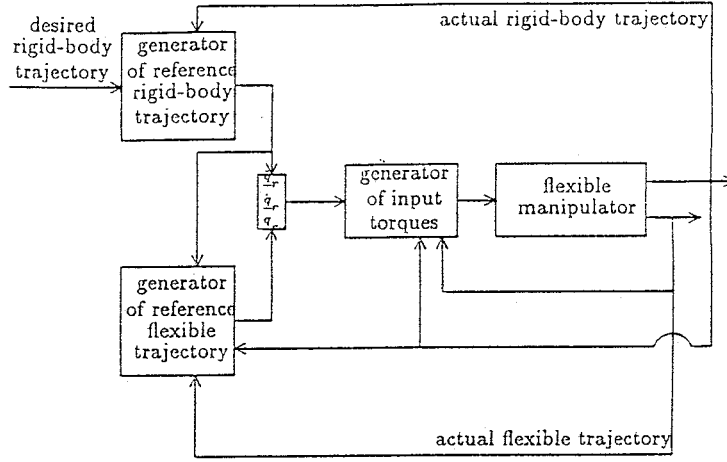 actual rigid-body trajectory
desired
rigid-body
trajectory
generator
of reference
rigid-body
trajectory
generator
of input
torques
flexible
manipulator
generator
of reference
flexible
trajectory
actual flexible trajectory